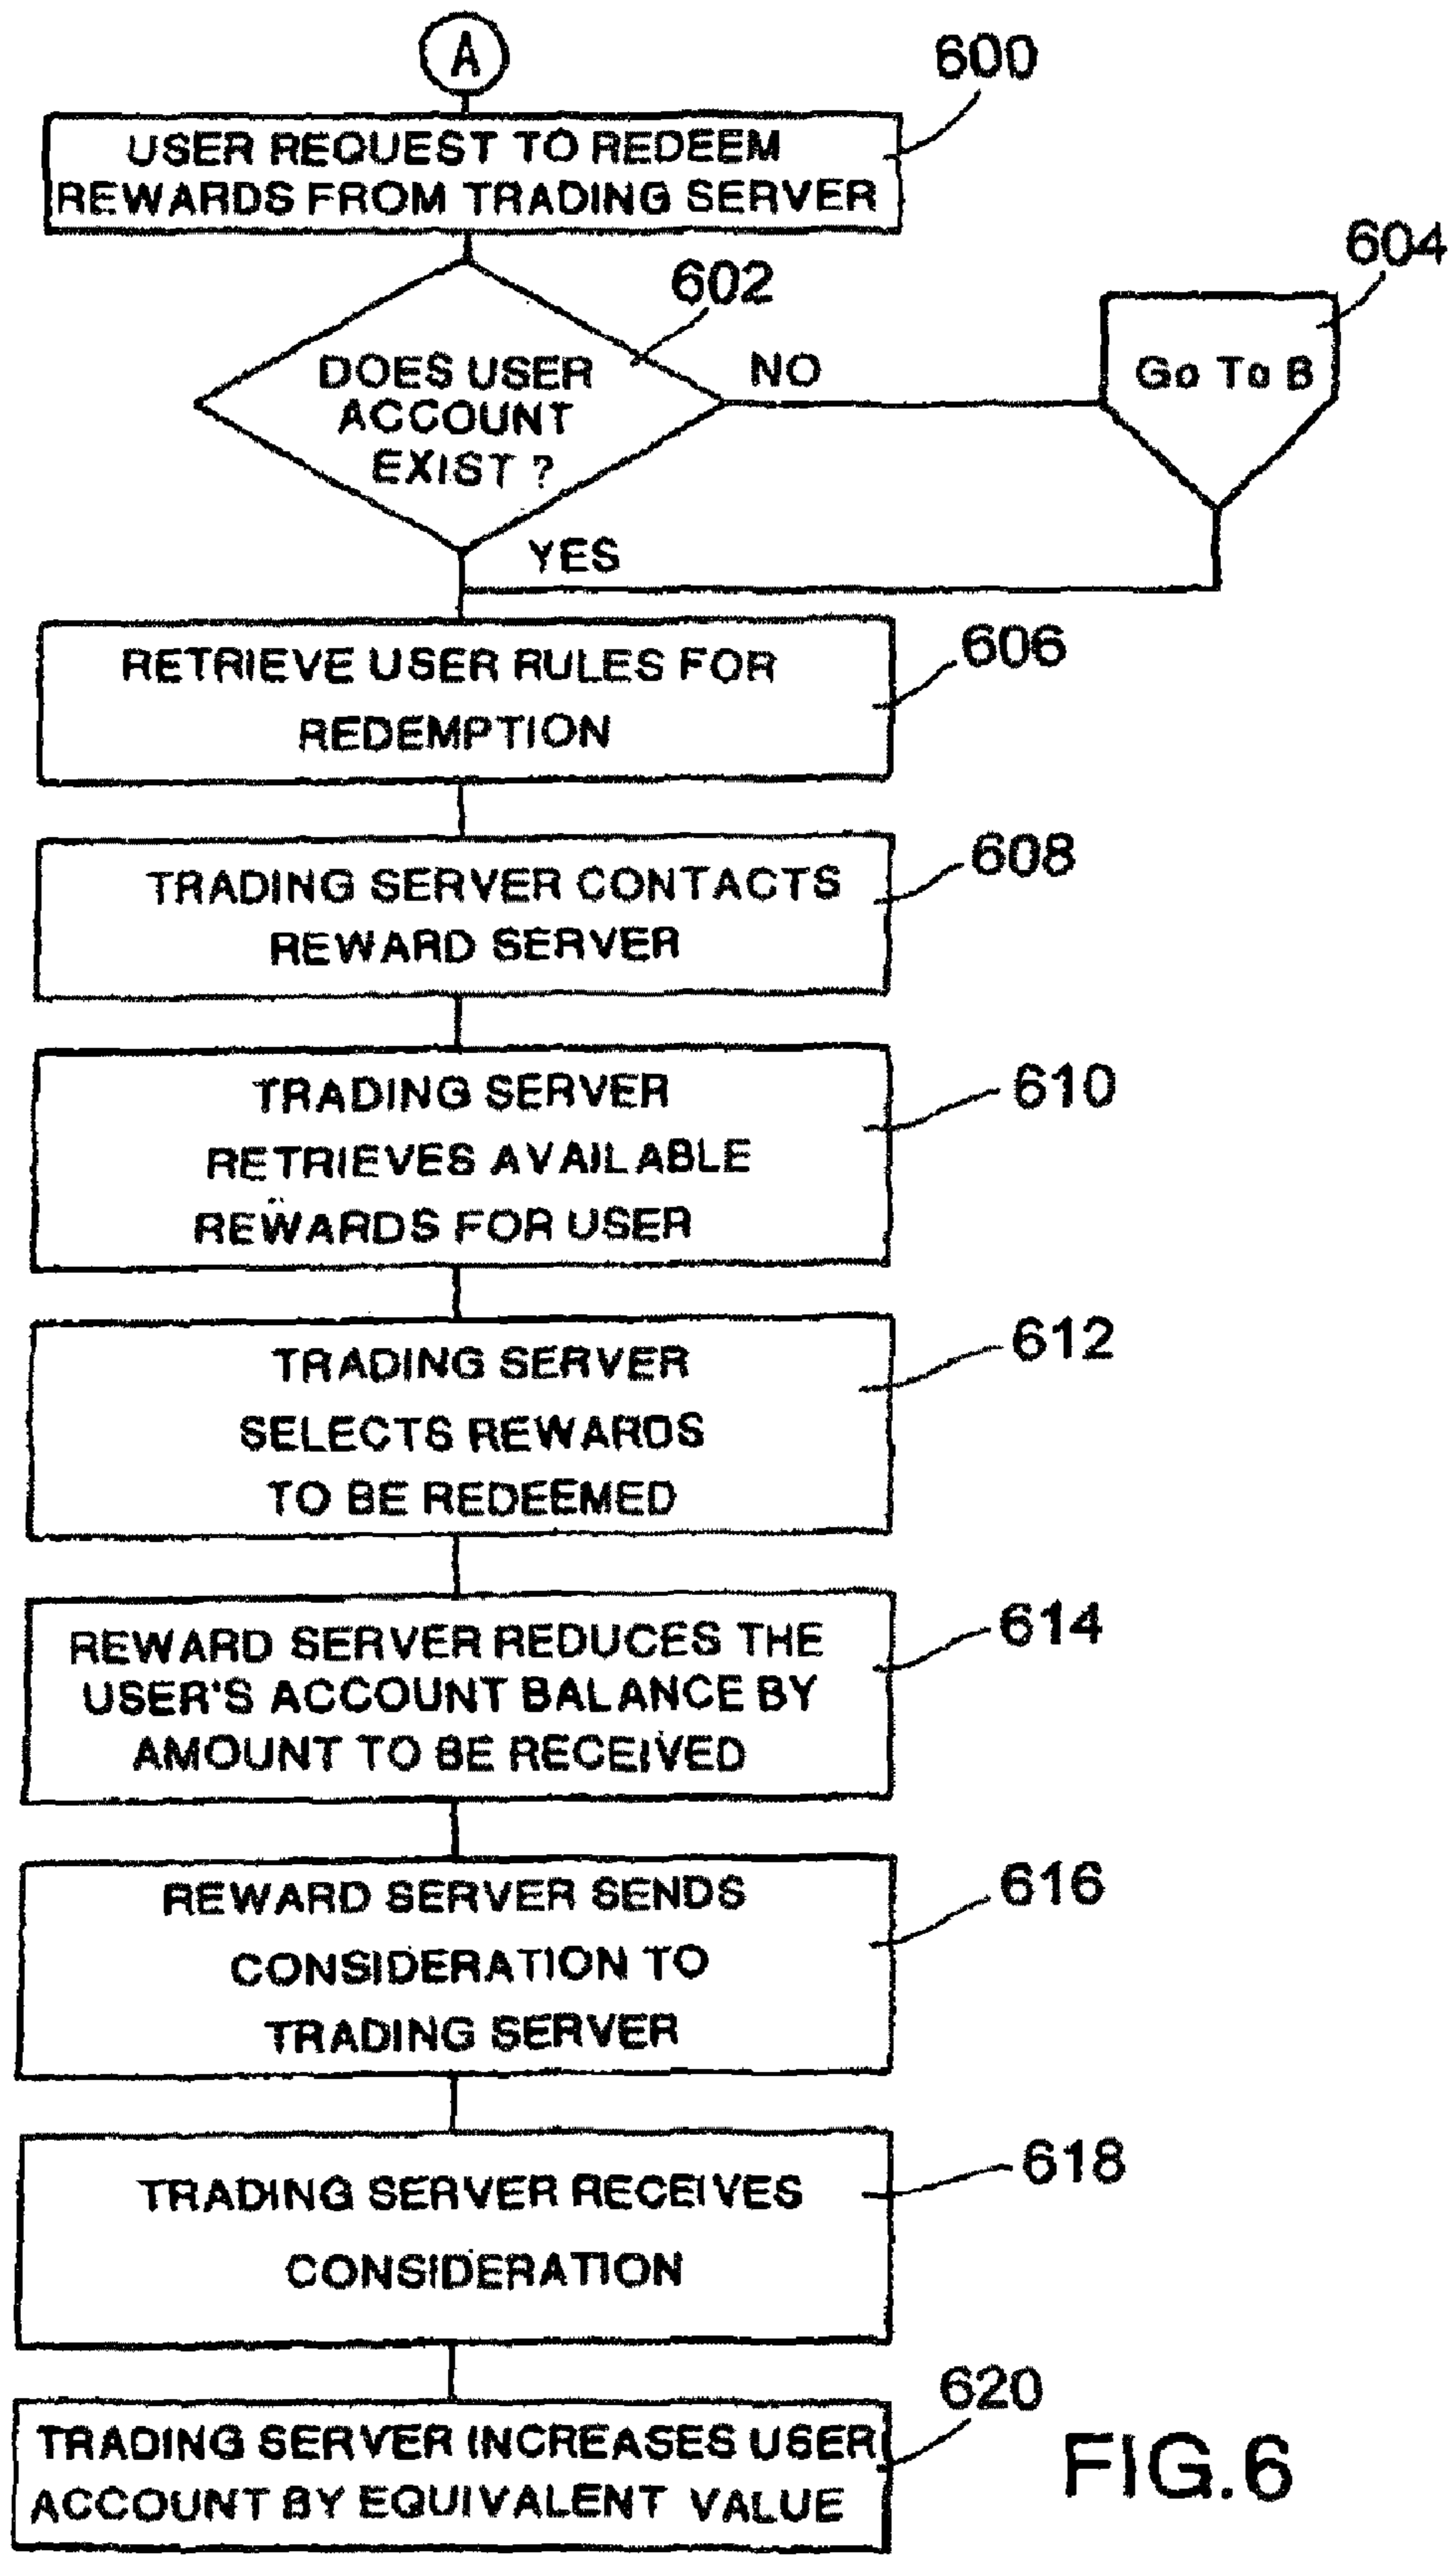 A
600
USER REQUEST TO REDEEM
REWARDS FROM TRADING SERVER
604
602
DOES USER
ACCOUNT
EXIST ?
NO
Go To B
YES
606
RETRIEVE USER RULES FOR
REDEMPTION
608
TRADING SERVER CONTACTS
REWARD SERVER
610
TRADING SERVER
RETRIEVES AVAILABLE
REWARDS FOR USER
612
TRADING SERVER
SELECTS REWARDS
TO BE REDEEMED
614
REWARD SERVER REDUCES THE
USER'S ACCOUNT BALANCE BY
AMOUNT TO BE RECEIVED
616
REWARD SERVER SENDS
CONSIDERATION TO
TRADING SERVER
618
TRADING SERVER RECEIVES
CONSIDERATION
620
TRADING SERVER INCREASES USER
ACCOUNT BY EQUIVALENT VALUE
FIG.6